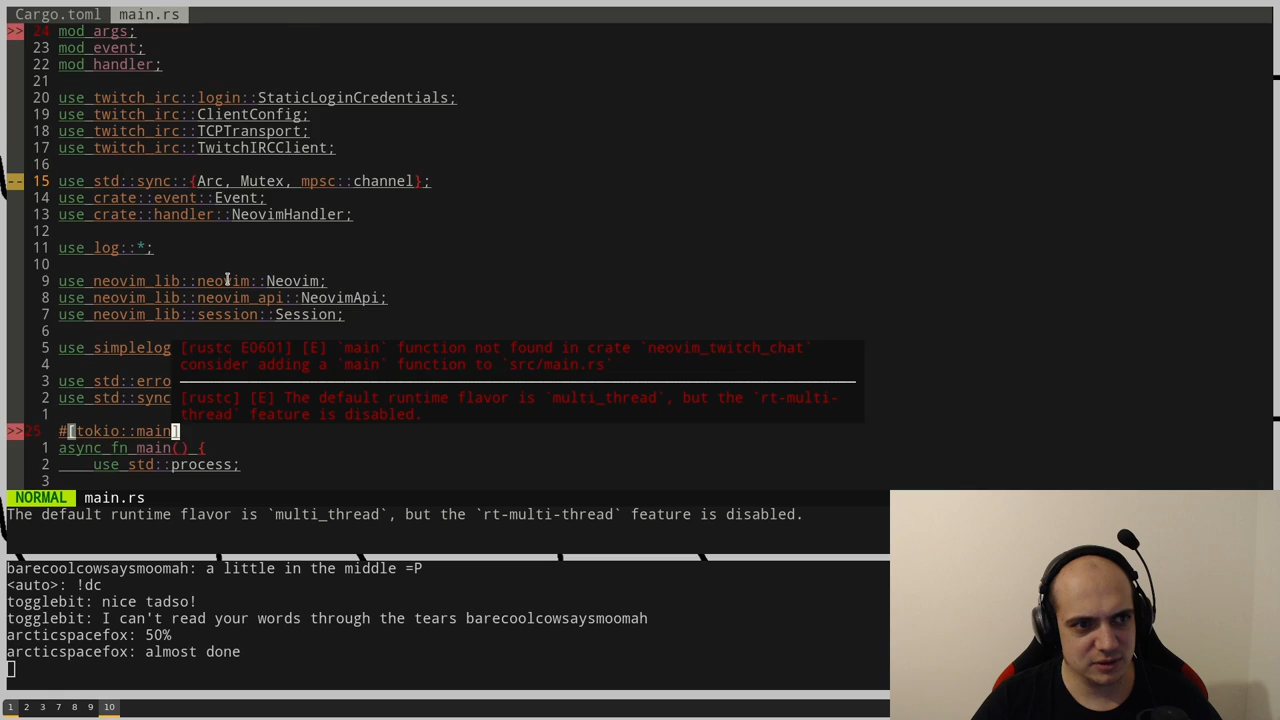 Cargo.toml main.rs
>> 24 mod args;
23 mod event;
22 mod handler;
21
20 use twitch_irc::login::StaticLoginCredentials;
19 use twitch_irc::ClientConfig;
18 use twitch_irc::TCPTransport;
17 use twitch_irc::TwitchIRCClient;
16
-- 15 use std::sync::{Arc, Mutex, mpsc::channel};
14 use crate::event::Event;
13 use crate::handler::NeovimHandler;
12
11 use log::*;
10
9 use neovim_lib::neovim::Neovim;
8 use neovim_lib::neovim_api::NeovimApi;
7 use neovim_lib::session::Session;
6
5 use simplelog [rustc E0601] [E] `main` function not found in crate `neovim_twitch_chat`
4 consider adding a `main` function to `src/main.rs`
3 use std::erro
2 use std::sync [rustc] [E] The default runtime flavor is `multi_thread`, but the `rt-multi-
1 thread` feature is disabled.
>>25 #[tokio::main]
1 async fn main() {
2 use std::process;
3
NORMAL main.rs
The default runtime flavor is `multi_thread`, but the `rt-multi-thread` feature is disabled.
barecoolcowsaysmoomah: a little in the middle =P
<auto>: !dc
togglebit: nice tadso!
togglebit: I can't read your words through the tears barecoolcowsaysmoomah
arcticspacefox: 50%
arcticspacefox: almost done
1 2 3 7 8 9 10